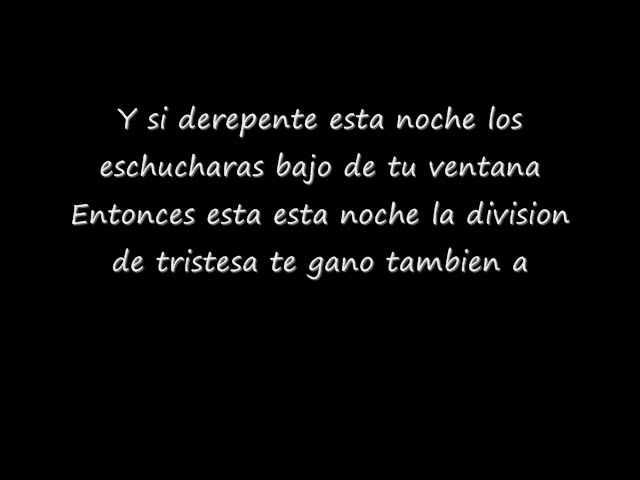 Y si derepente esta noche los
eschucharas bajo de tu ventana
Entonces esta esta noche la division
de tristesa te gano tambien a